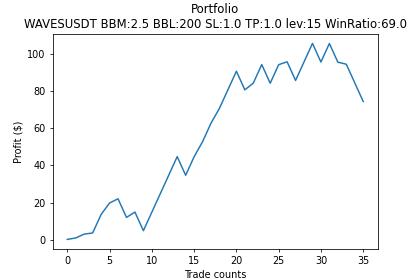 Portfolio
WAVESUSDT BBM:2.5 BBL:200 SL:1.0 TP:1.0 lev:15 WinRatio:69.0
Profit ($)
100
80
60
40
20
0
0 5 10 15 20 25 30 35
Trade counts